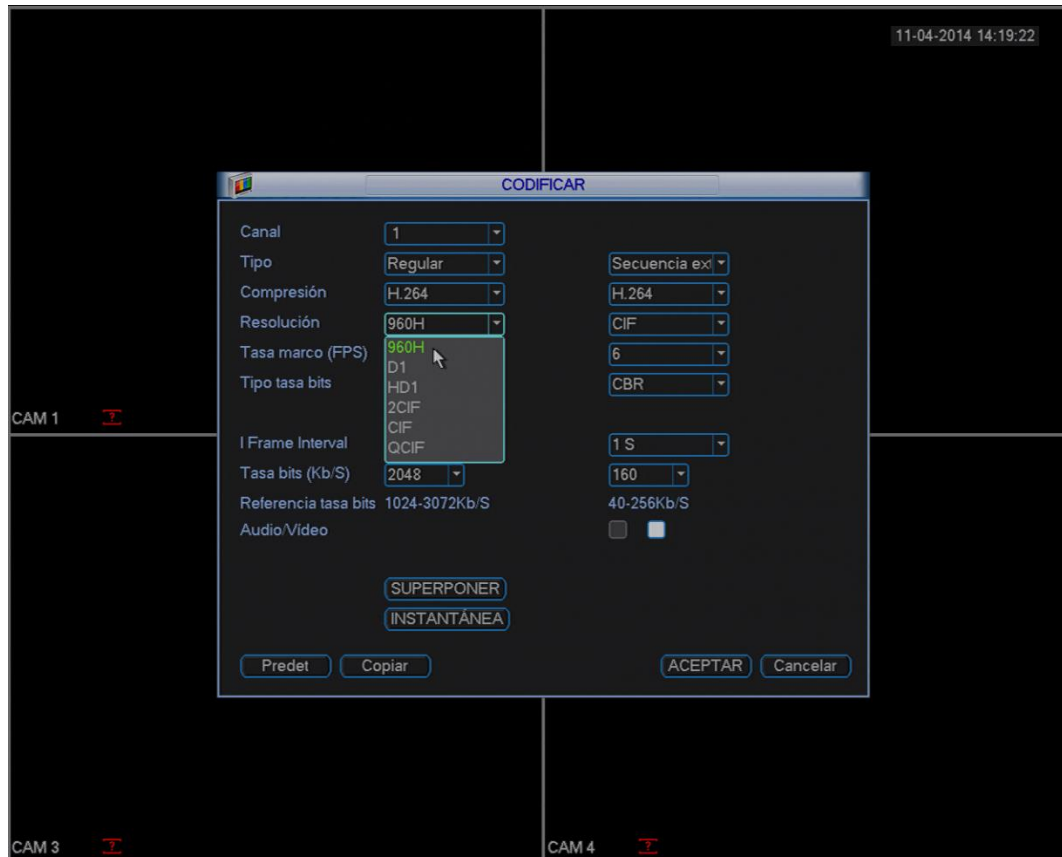 11-04-2014 14:19:22
CODIFICAR
Canal 1
Tipo Regular Secuencia ext
Compresión H.264 H.264
Resolución 960H CIF
960H
Tasa marco (FPS) 6
D1
Tipo tasa bits HD1 CBR
2CIF
CIF
I Frame Interval QCIF 1 S
Tasa bits (Kb/S) 2048 160
Referencia tasa bits 1024-3072Kb/S 40-256Kb/S
Audio/Vídeo
SUPERPONER
INSTANTÁNEA
Predet Copiar ACEPTAR Cancelar
CAM 1 ?
CAM 3 ? CAM 4 ?